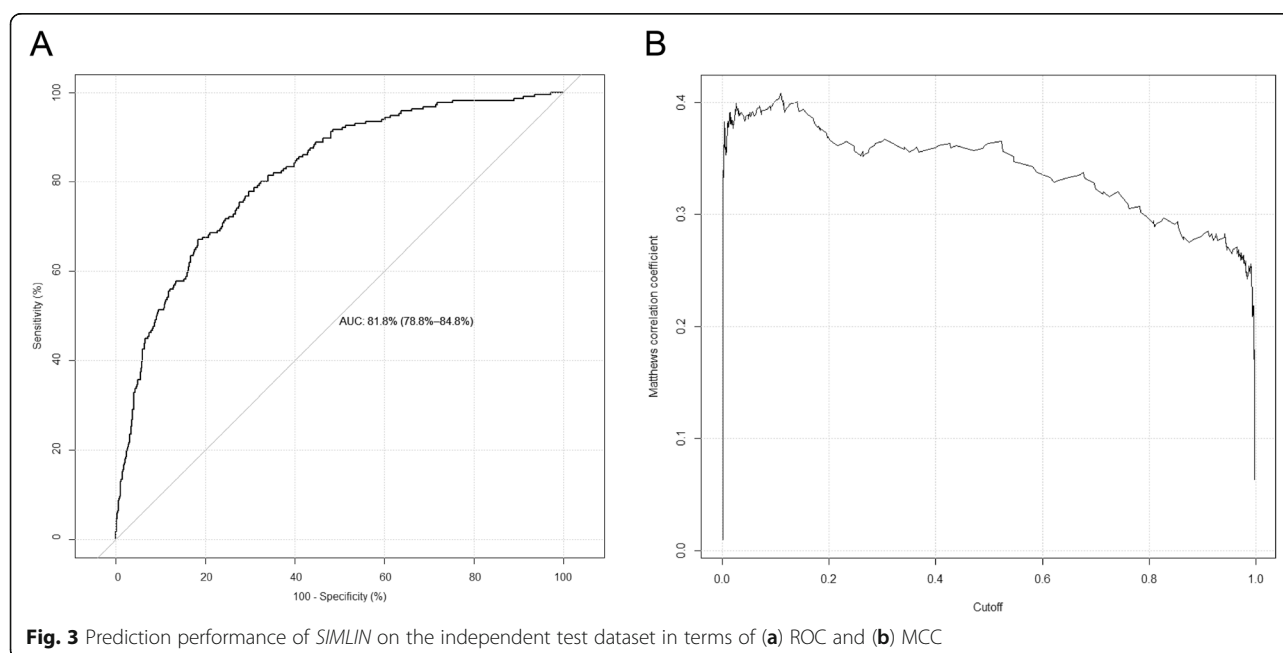 A
B
100
80
60
40
20
0
Sensitivity (%)
AUC: 81.8% (78.8%–84.8%)
0 20 40 60 80 100
100 - Specificity (%)
0.4
0.3
0.2
0.1
0.0
Matthews correlation coefficient
0.0 0.2 0.4 0.6 0.8 1.0
Cutoff
Fig. 3 Prediction performance of SIMLIN on the independent test dataset in terms of (a) ROC and (b) MCC